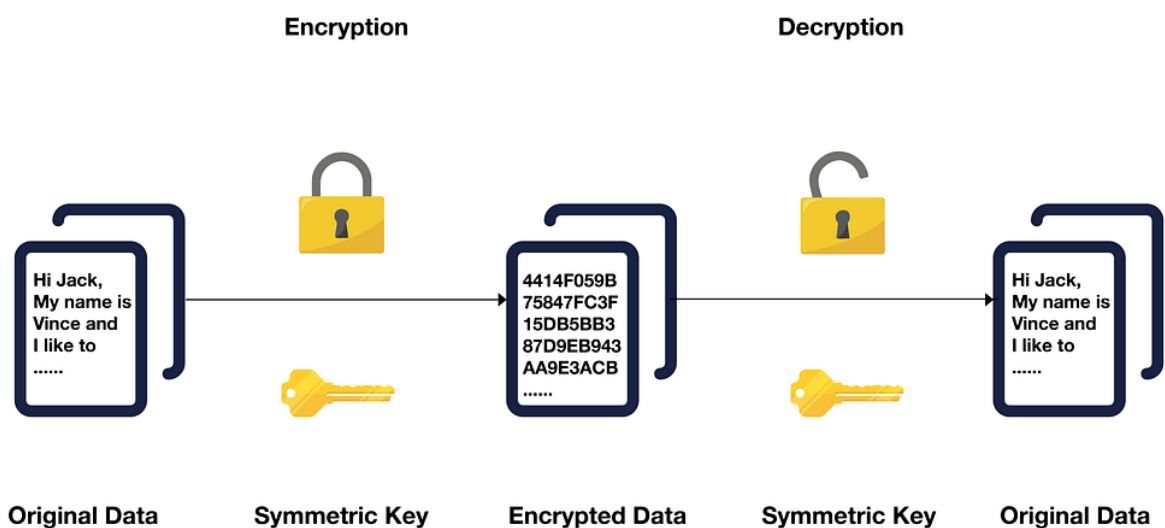 Encryption
Decryption
Hi Jack,
My name is
Vince and
I like to
......
4414F059B
75847FC3F
15DB5BB3
87D9EB943
AA9E3ACB
......
Hi Jack,
My name is
Vince and
I like to
......
Original Data
Symmetric Key
Encrypted Data
Symmetric Key
Original Data